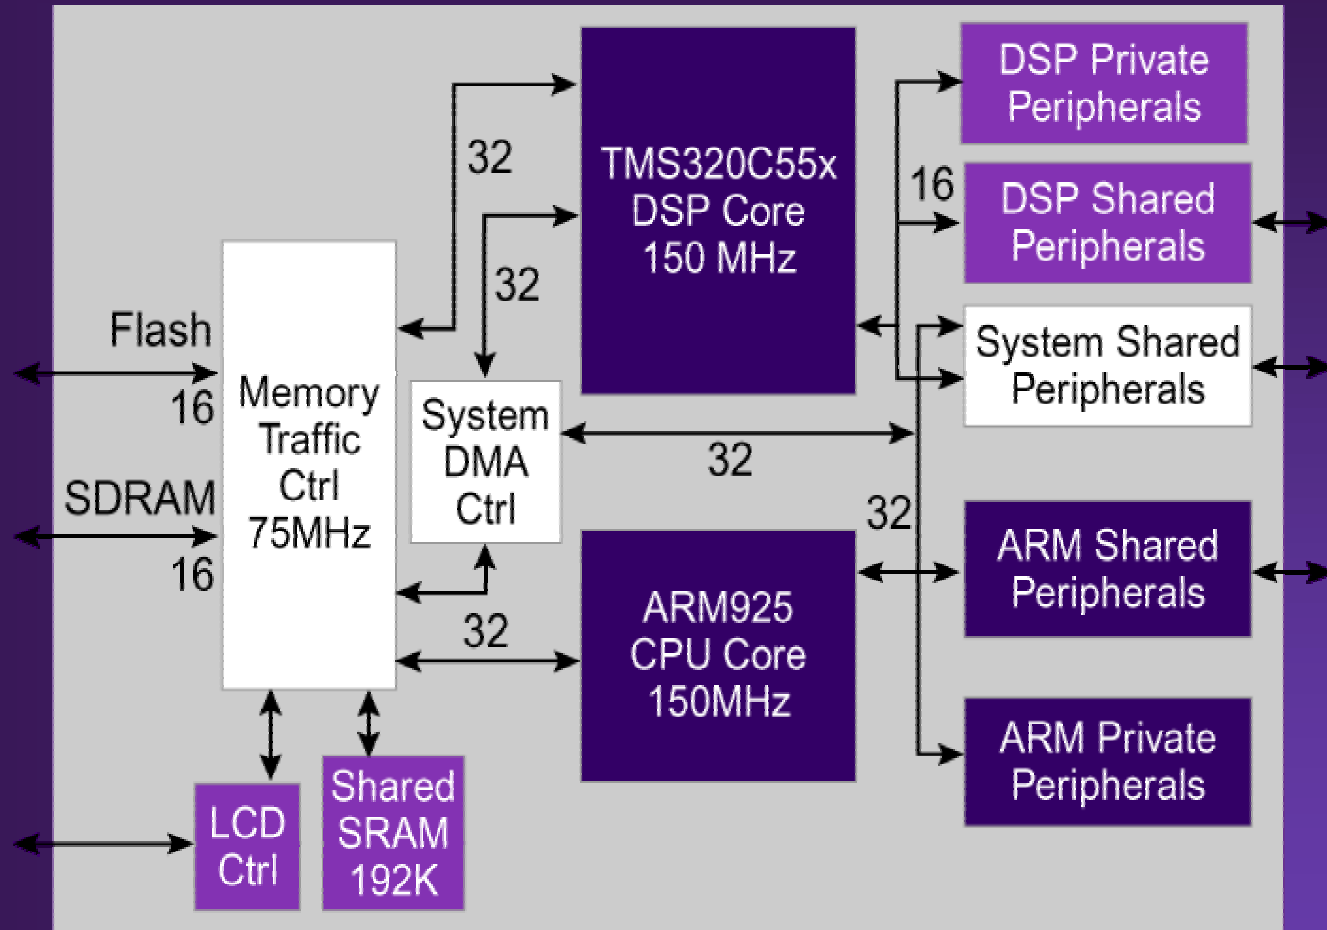 Flash
16
SDRAM
16
Memory
Traffic
Ctrl
75MHz
LCD
Ctrl
Shared
SRAM
192K
32
32
System
DMA
Ctrl
32
32
TMS320C55x
DSP Core
150 MHz
ARM925
CPU Core
150MHz
16
32
DSP Private
Peripherals
DSP Shared
Peripherals
System Shared
Peripherals
ARM Shared
Peripherals
ARM Private
Peripherals